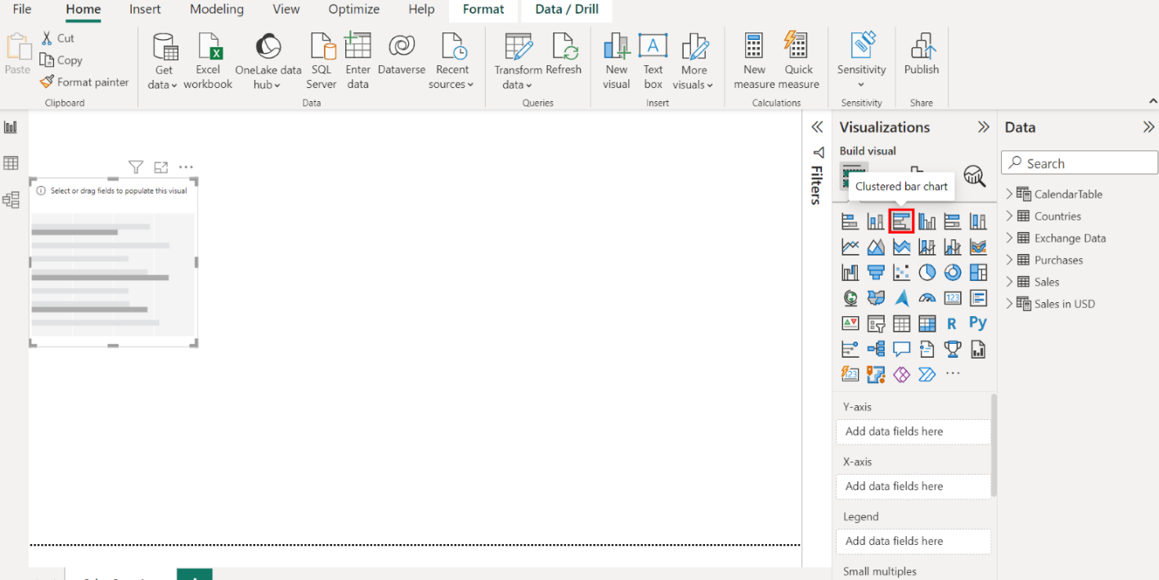 File Home Insert Modeling View Optimize Help Format Data / Drill
Paste
Cut
Copy
Format painter
Clipboard
Get data
Excel workbook
OneLake data hub
SQL Server
Enter data
Dataverse
Recent sources
Data
Transform data
Refresh
Queries
New visual
Text box
More visuals
Insert
New measure
Quick measure
Calculations
Sensitivity
Sensitivity
Publish
Share
Select or drag fields to populate this visual
Filters
Visualizations
Build visual
Clustered bar chart
123
R Py
123
Y-axis
Add data fields here
X-axis
Add data fields here
Legend
Add data fields here
Small multiples
Data
Search
CalendarTable
Countries
Exchange Data
Purchases
Sales
Sales in USD